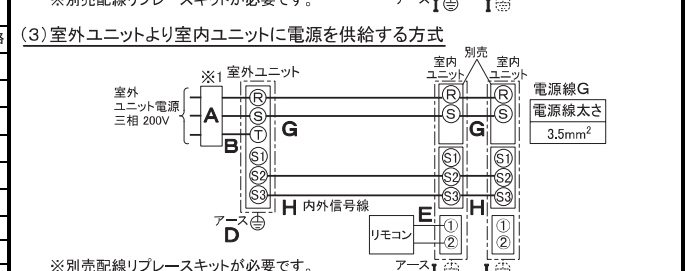 ※別売配線リプレースキットが必要です。
アース I I
(3)室外ユニットより室内ユニットに電源を供給する方式
別売
※1 室外ユニット
室内ユニット 室内ユニット
室外
ユニット電源
三相 200V
A
B
R
S
T
S1
S2
S3
G
R
S
S1
S2
S3
①
②
G
R
S
S1
S2
S3
①
②
電源線G
電源線太さ
3.5mm²
H 内外信号線
E
H
アース
D
リモコン
※別売配線リプレースキットが必要です。
アース I I